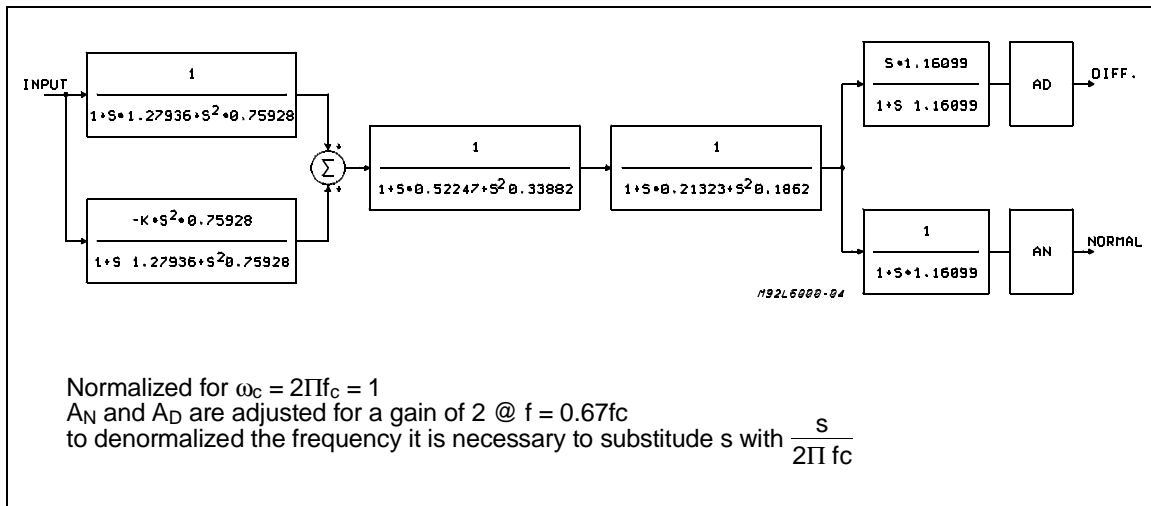 INPUT
1
1+S*1.27936+S²*0.75928
-K*S²*0.75928
1+S 1.27936+S²0.75928
+
Σ
+
1
1+S*0.52247+S²0.33882
1
1+S*0.21323+S²0.1862
S*1.16099
1+S 1.16099
AD
DIFF.
1
1+S*1.16099
AN
NORMAL
M92L6000-04
Normalized for ωc = 2Πfc = 1
AN and AD are adjusted for a gain of 2 @ f = 0.67fc
to denormalized the frequency it is necessary to substitude s with s
2Π fc